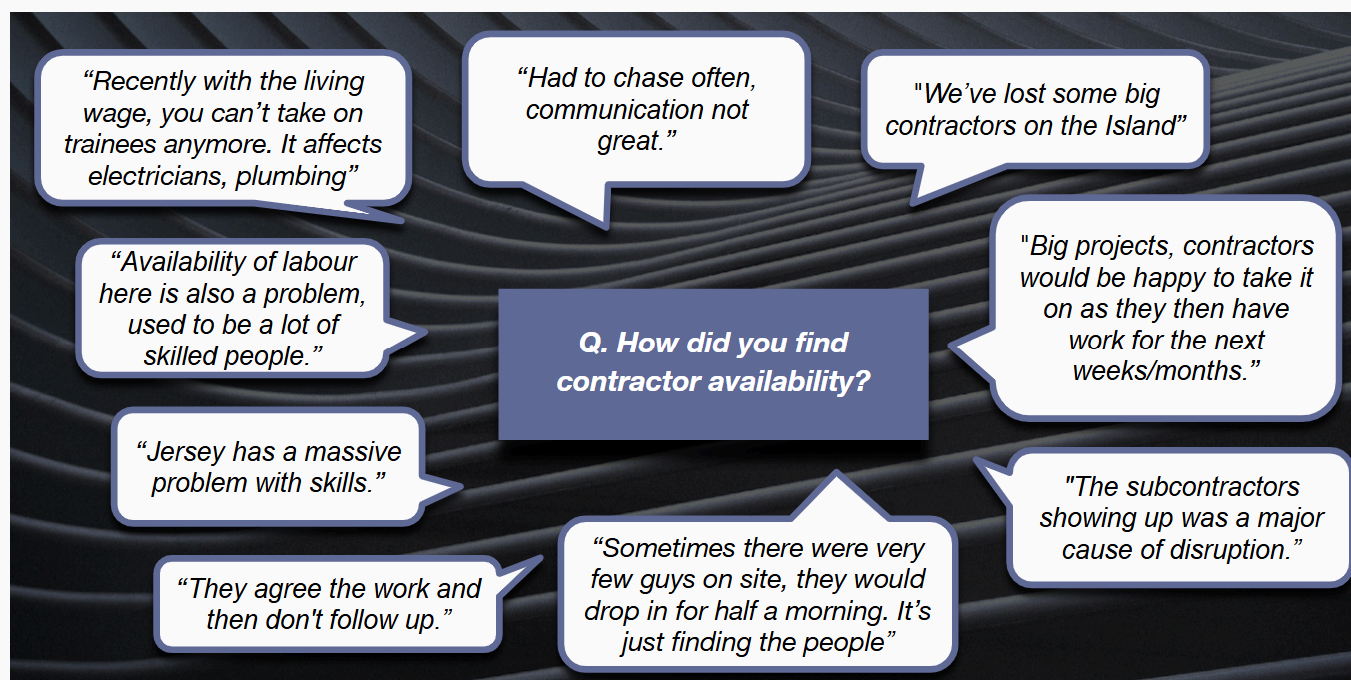 “Recently with the living
wage, you can’t take on
trainees anymore. It affects
electricians, plumbing”
“Had to chase often,
communication not
great.”
"We’ve lost some big
contractors on the Island”
“Availability of labour
here is also a problem,
used to be a lot of
skilled people.”
Q. How did you find
contractor availability?
"Big projects, contractors
would be happy to take it
on as they then have
work for the next
weeks/months.”
“Jersey has a massive
problem with skills.”
"The subcontractors
showing up was a major
cause of disruption.”
“They agree the work and
then don't follow up.”
“Sometimes there were very
few guys on site, they would
drop in for half a morning. It’s
just finding the people”